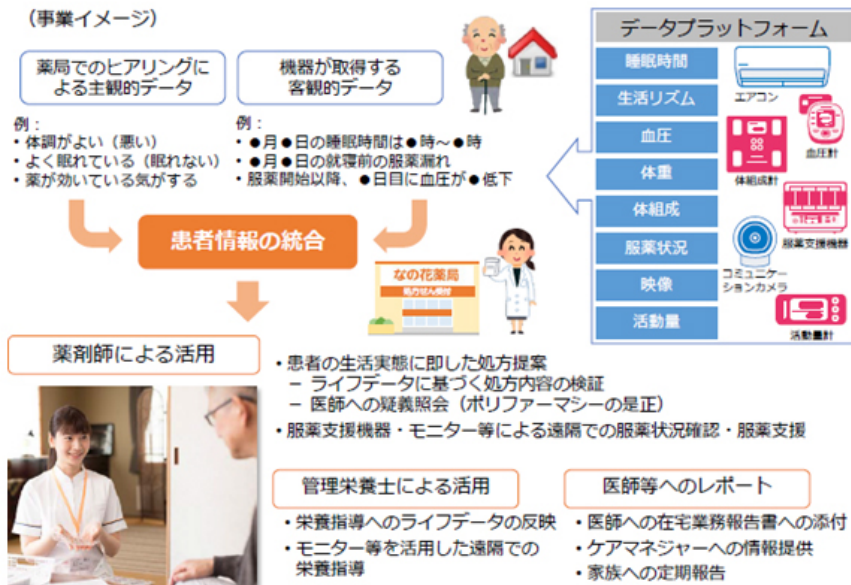 （事業イメージ）
薬局でのヒアリングに
よる主観的データ
機器が取得する
客観的データ
例：
・体調がよい（悪い）
・よく眠れている（眠れない）
・薬が効いている気がする
例：
・●月●日の睡眠時間は●時～●時
・●月●日の就寝前の服薬漏れ
・服薬開始以降、●日目に血圧が●低下
患者情報の統合
なの花薬局
処方せん受付
データプラットフォーム
睡眠時間
生活リズム
血圧
体重
体組成
服薬状況
映像
活動量
エアコン
血圧計
体組成計
服薬支援機器
コミュニケー
ションカメラ
活動量計
薬剤師による活用
・患者の生活実態に即した処方提案
－ ライフデータに基づく処方内容の検証
－ 医師への疑義照会（ポリファーマシーの是正）
・服薬支援機器・モニター等による遠隔での服薬状況確認・服薬支援
管理栄養士による活用
・栄養指導へのライフデータの反映
・モニター等を活用した遠隔での
栄養指導
医師等へのレポート
・医師への在宅業務報告書への添付
・ケアマネジャーへの情報提供
・家族への定期報告